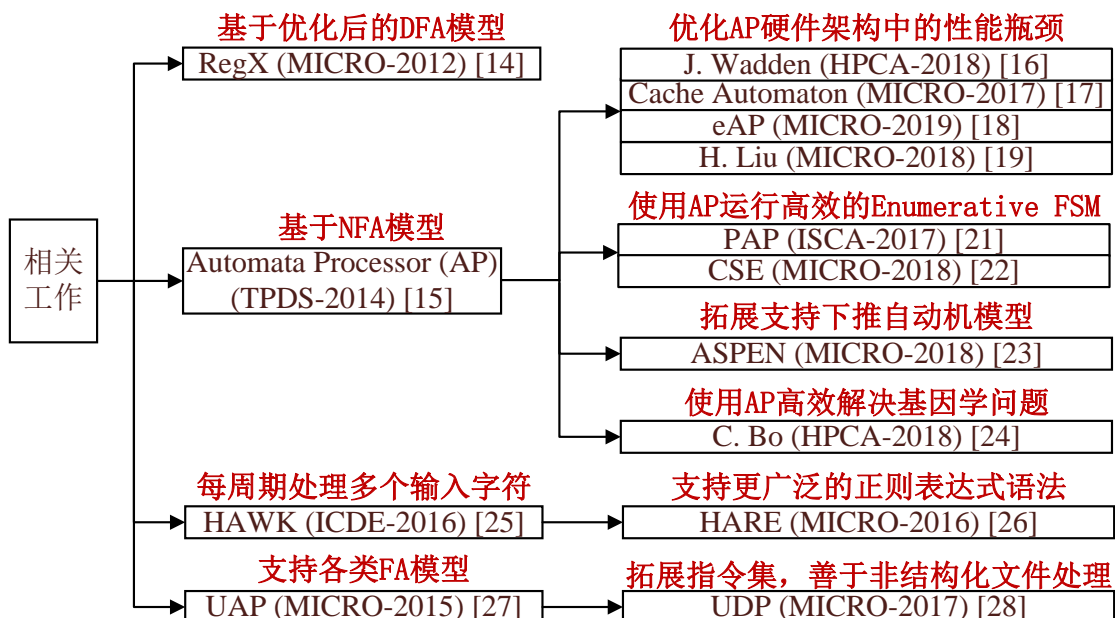 基于优化后的DFA模型
RegX (MICRO-2012) [14]
优化AP硬件架构中的性能瓶颈
J. Wadden (HPCA-2018) [16]
Cache Automaton (MICRO-2017) [17]
eAP (MICRO-2019) [18]
H. Liu (MICRO-2018) [19]
相关
工作
基于NFA模型
Automata Processor (AP)
(TPDS-2014) [15]
使用AP运行高效的Enumerative FSM
PAP (ISCA-2017) [21]
CSE (MICRO-2018) [22]
拓展支持下推自动机模型
ASPEN (MICRO-2018) [23]
使用AP高效解决基因学问题
C. Bo (HPCA-2018) [24]
每周期处理多个输入字符
HAWK (ICDE-2016) [25]
支持更广泛的正则表达式语法
HARE (MICRO-2016) [26]
支持各类FA模型
UAP (MICRO-2015) [27]
拓展指令集，善于非结构化文件处理
UDP (MICRO-2017) [28]